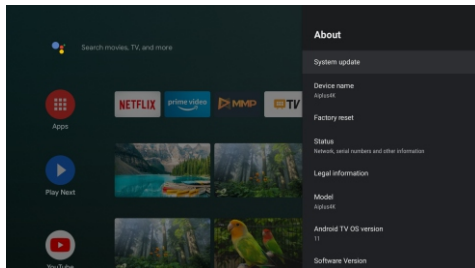 Search movies, TV, and more
Apps
NETFLIX
prime video
MMP
TV
Play Next
YouTube
About
System update
Device name
Aiplus4K
Factory reset
Status
Network, serial numbers and other information
Legal information
Model
Aiplus4K
Android TV OS version
11
Software Version